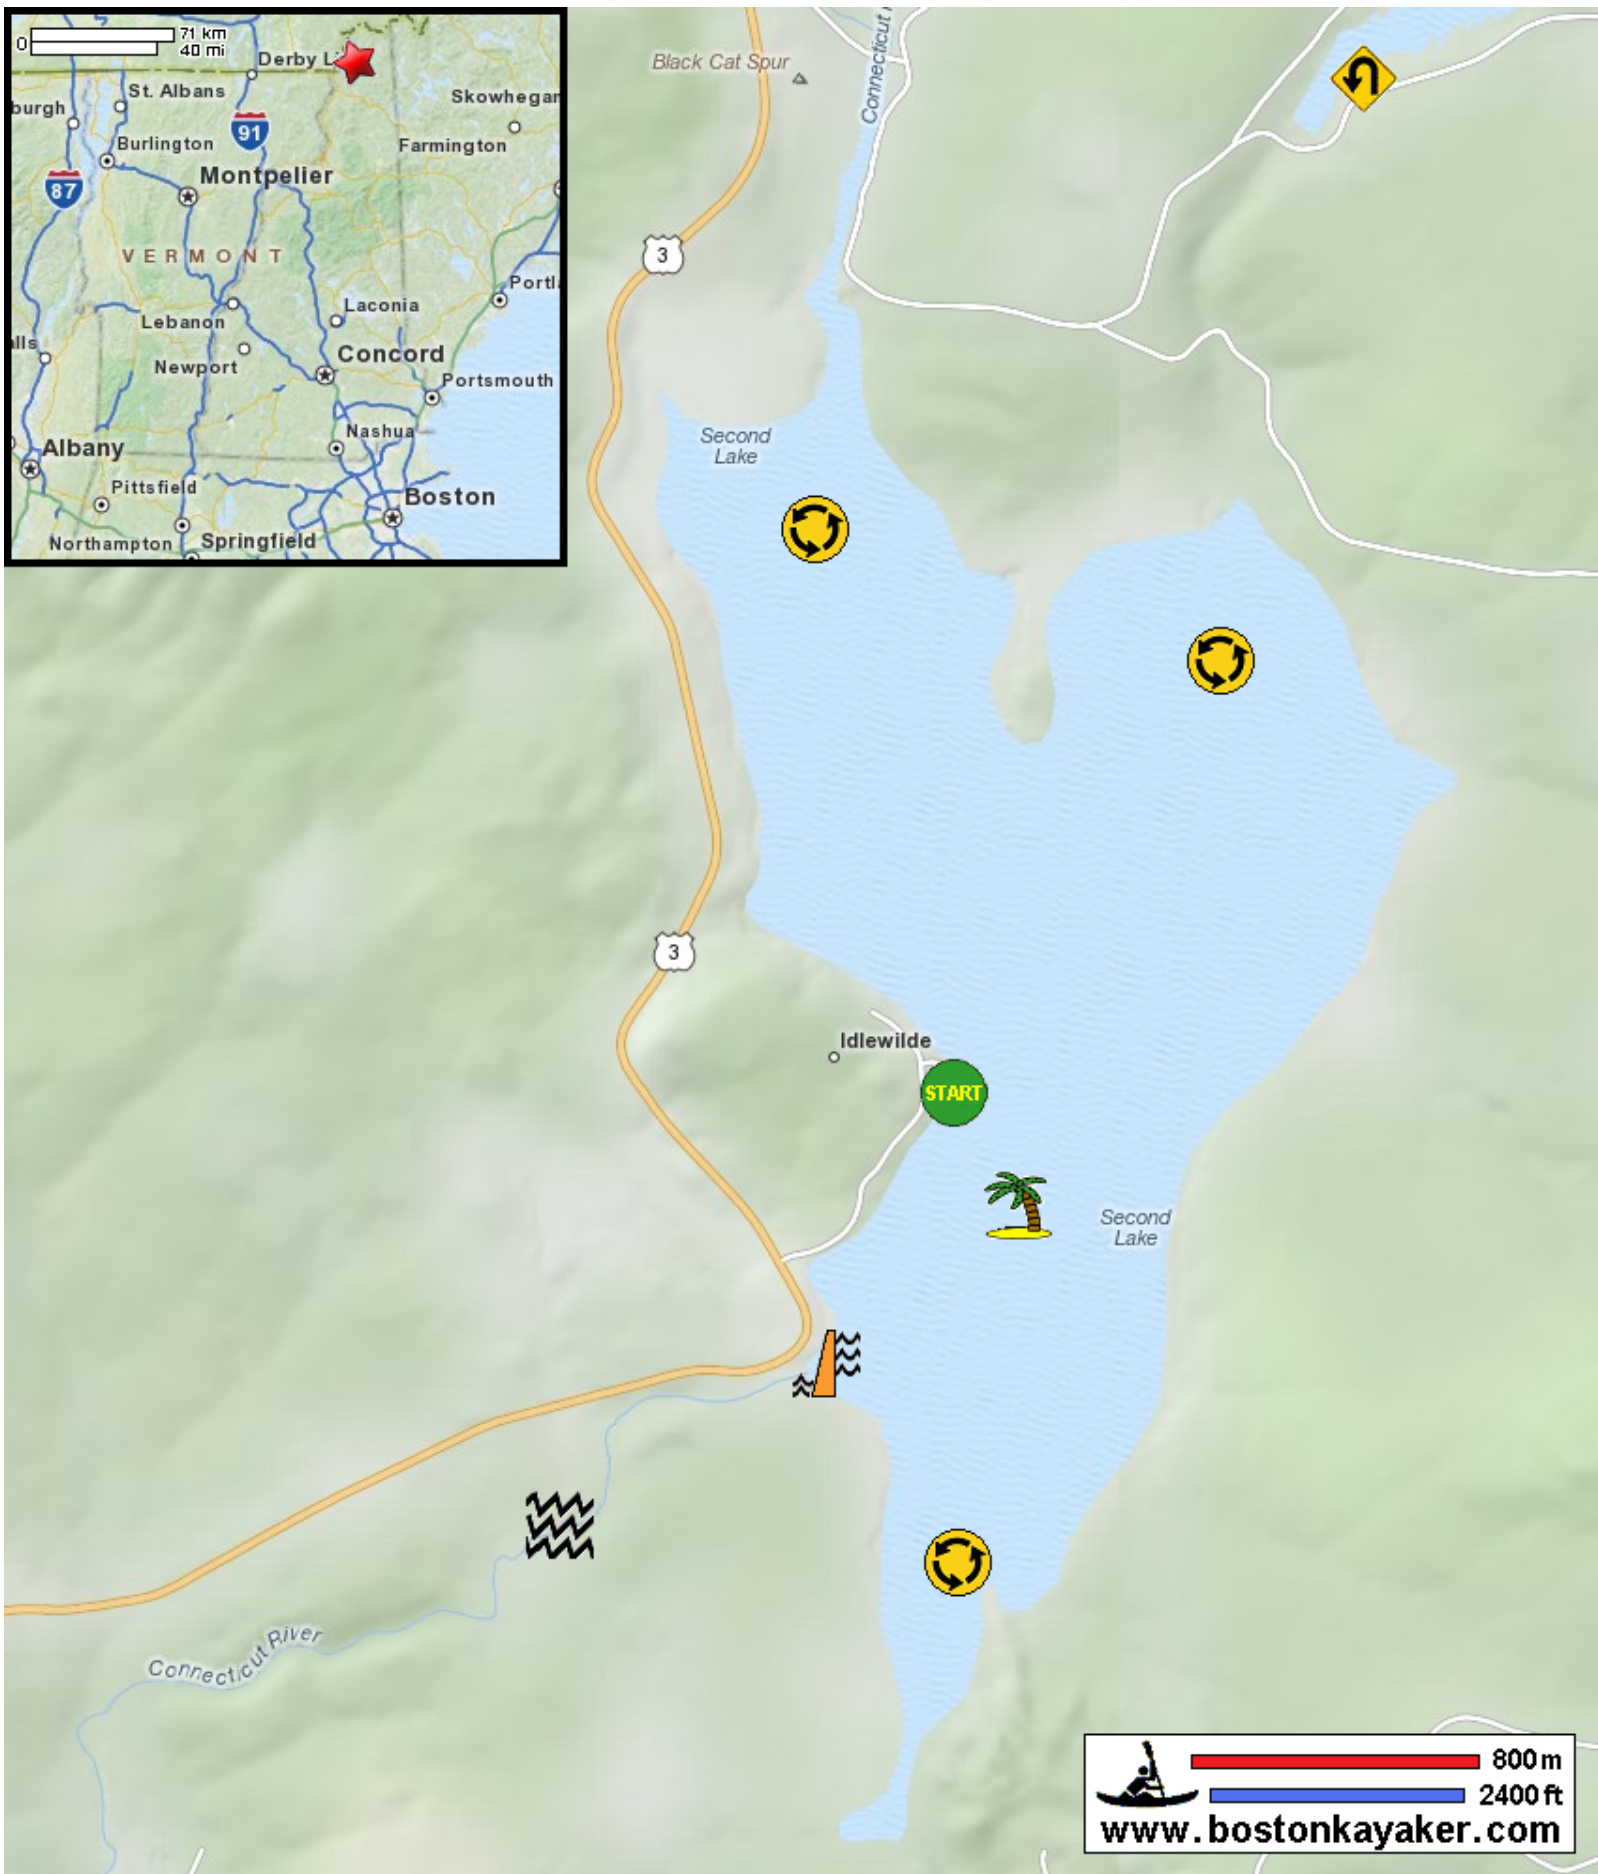 0
71 km
40 mi
Derby L
St. Albans
burgh
Skowhegan
91
Burlington
Farmington
87
Montpelier
VERMONT
Portl
Laconia
Lebanon
Newport
Concord
Portsmouth
Nashua
Albany
Pittsfield
Boston
Northampton
Springfield
Black Cat Spur
Connecticut
3
Second
Lake
3
Idlewilde
START
Second
Lake
Connecticut River
800 m
2400 ft
www.bostonkayaker.com